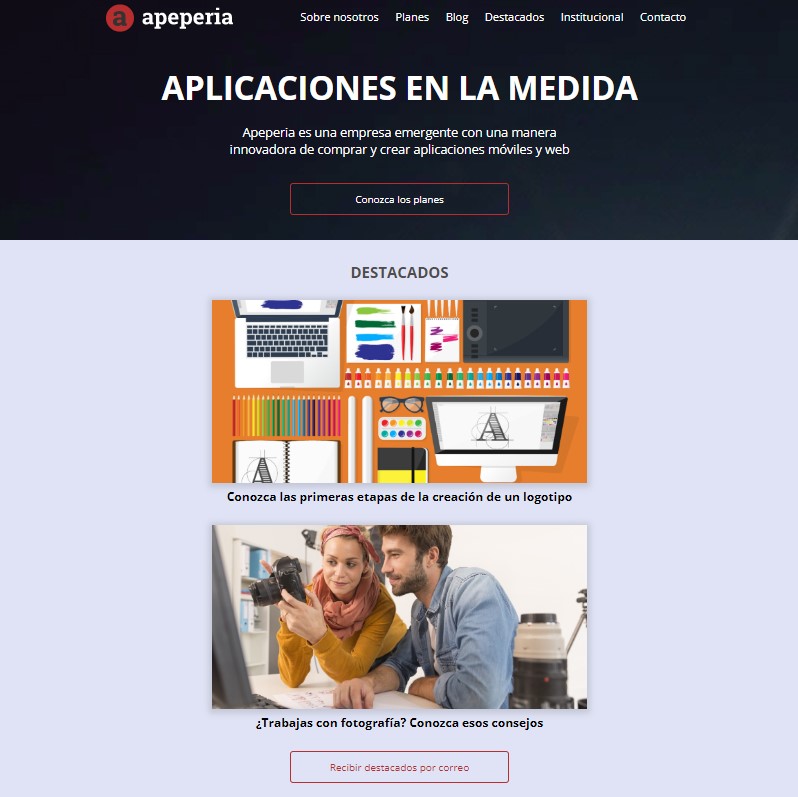 a apeperia
Sobre nosotros Planes Blog Destacados Institucional Contacto
APLICACIONES EN LA MEDIDA
Apeperia es una empresa emergente con una manera
innovadora de comprar y crear aplicaciones móviles y web
Conozca los planes
DESTACADOS
A
A
Conozca las primeras etapas de la creación de un logotipo
¿Trabajas con fotografía? Conozca esos consejos
Recibir destacados por correo